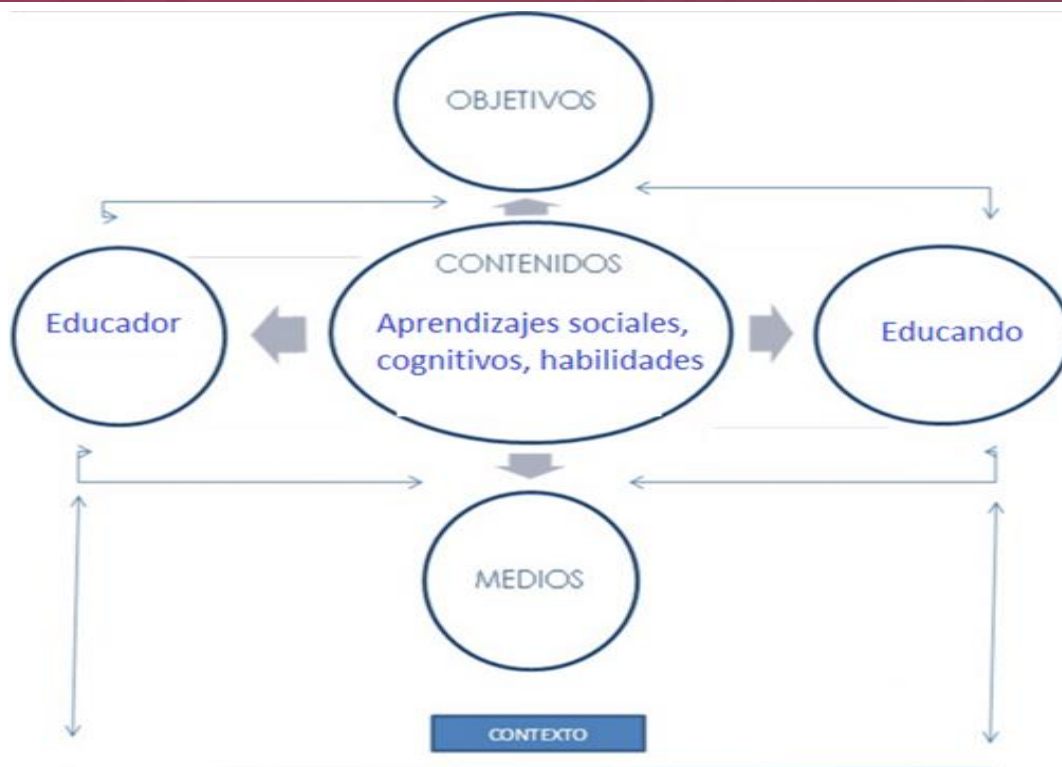 OBJETIVOS
CONTENIDOS
Educador
Aprendizajes sociales,
cognitivos, habilidades
Educando
MEDIOS
CONTEXTO